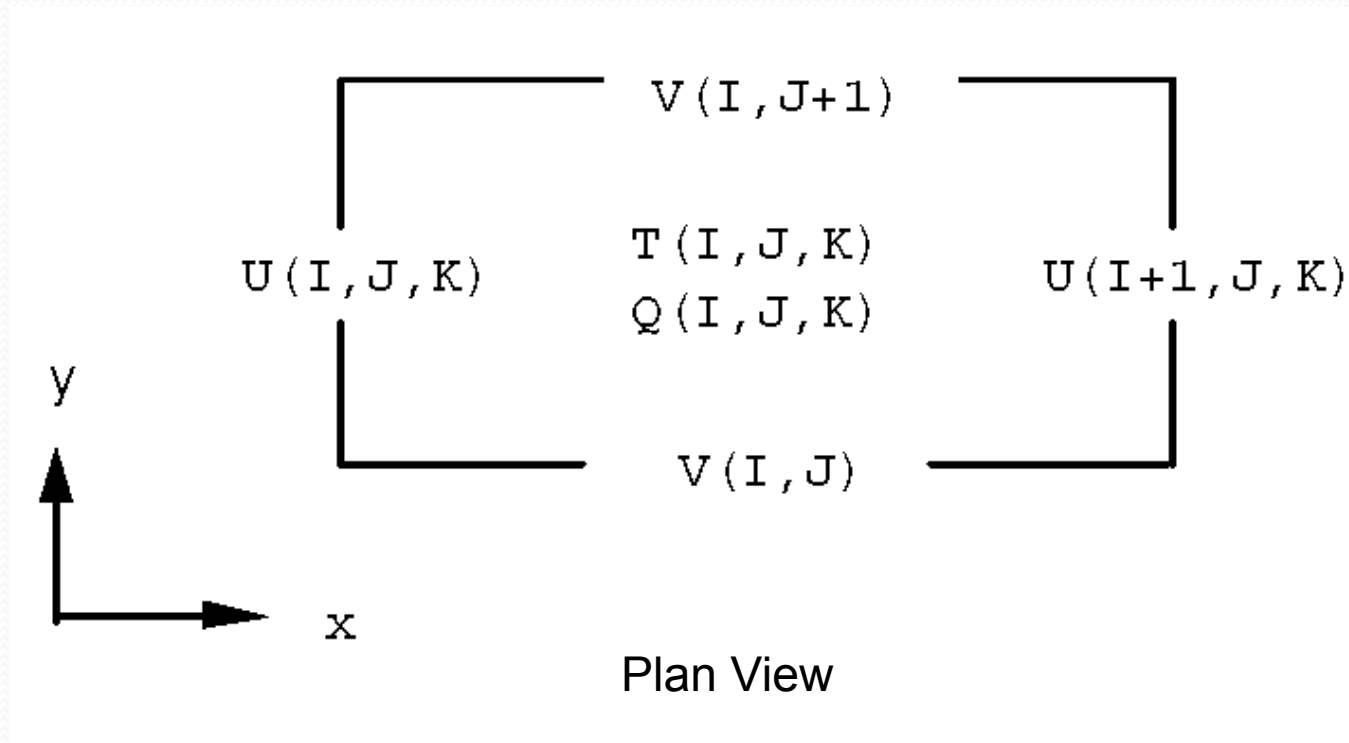 V(I,J+1)
T(I,J,K)
U(I,J,K)
U(I+1,J,K)
Q(I,J,K)
y
V(I,J)
x
Plan View